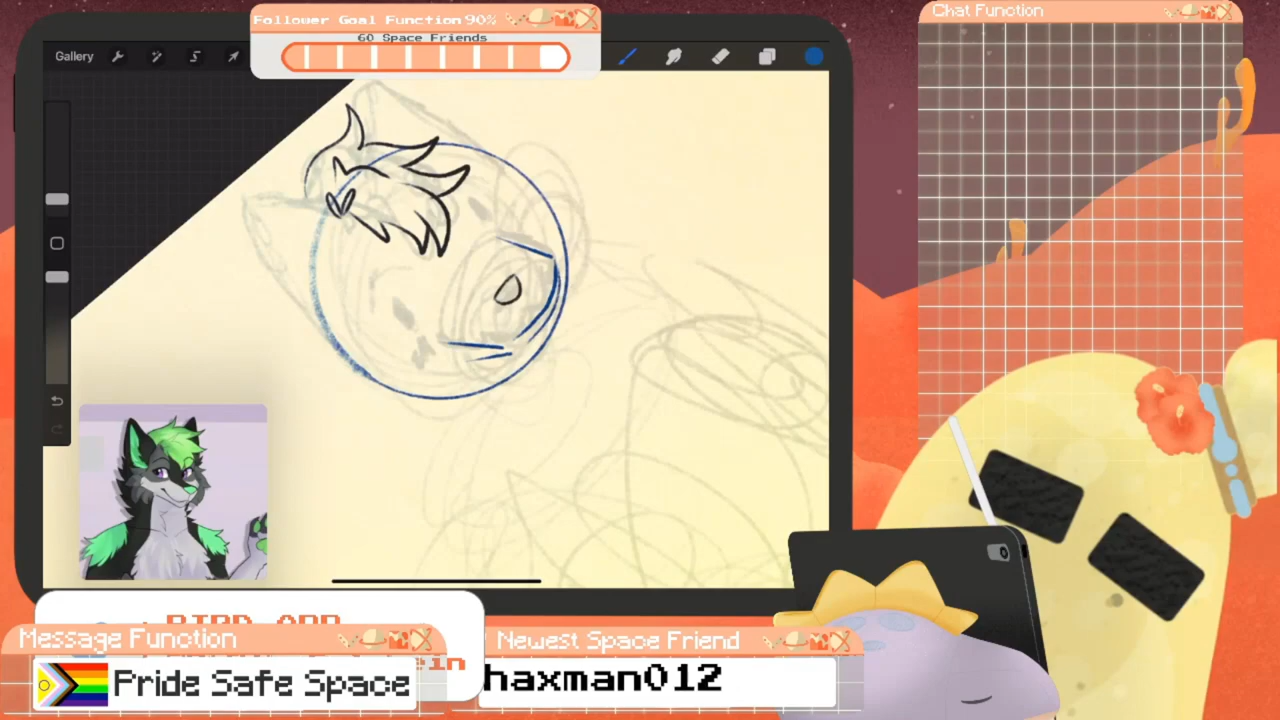 Follower Goal Function 90%
60 Space Friends
Chat Function
Gallery
Message Function
Pride Safe Space
Newest Space Friend
haxman012